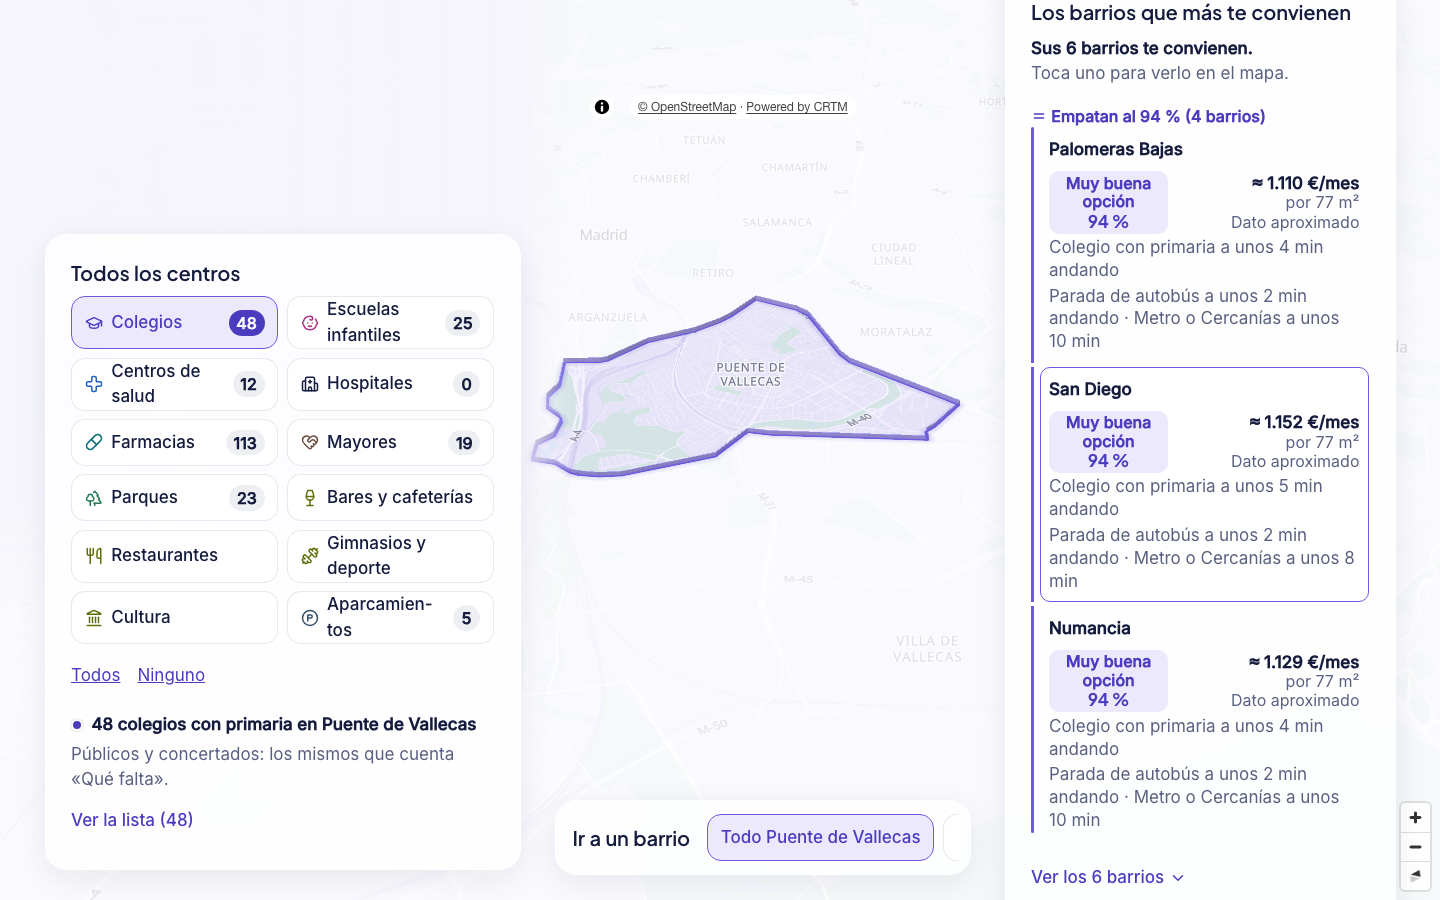 Los barrios que más te convienen
Sus 6 barrios te convienen.
Toca uno para verlo en el mapa.
= Empatan al 94 % (4 barrios)
Palomeras Bajas
Muy buena
opción
94 %
≈ 1.110 €/mes
por 77 m²
Dato aproximado
Colegio con primaria a unos 4 min
andando
Parada de autobús a unos 2 min
andando · Metro o Cercanías a unos
10 min
San Diego
Muy buena
opción
94 %
≈ 1.152 €/mes
por 77 m²
Dato aproximado
Colegio con primaria a unos 5 min
andando
Parada de autobús a unos 2 min
andando · Metro o Cercanías a unos 8
min
Numancia
Muy buena
opción
94 %
≈ 1.129 €/mes
por 77 m²
Dato aproximado
Colegio con primaria a unos 4 min
andando
Parada de autobús a unos 2 min
andando · Metro o Cercanías a unos
10 min
Ver los 6 barrios
© OpenStreetMap · Powered by CRTM
HORT
TETUÁN
CHAMARTÍN
CHAMBERÍ
SALAMANCA
Madrid
CIUDAD
LINEAL
RETIRO
ARGANZUELA
MORATALAZ
PUENTE DE
VALLECAS
M-40
A-4
M-31
M-45
VILLA DE
VALLECAS
M-50
da
Todos los centros
Colegios 48
Escuelas
infantiles 25
Centros de
salud 12
Hospitales 0
Farmacias 113
Mayores 19
Parques 23
Bares y cafeterías
Restaurantes
Gimnasios y
deporte
Cultura
Aparcamien-
tos 5
Todos Ninguno
48 colegios con primaria en Puente de Vallecas
Públicos y concertados: los mismos que cuenta
«Qué falta».
Ver la lista (48)
Ir a un barrio
Todo Puente de Vallecas